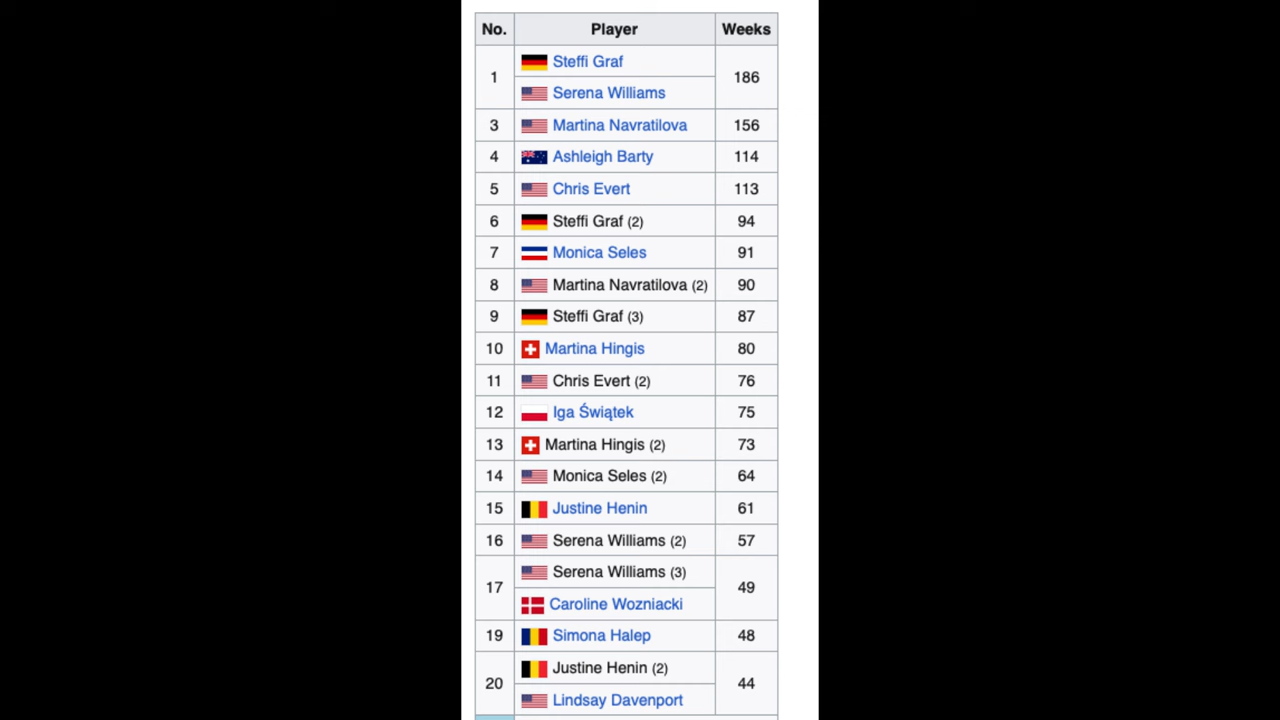 No. Player Weeks
1 Steffi Graf 186
Serena Williams
3 Martina Navratilova 156
4 Ashleigh Barty 114
5 Chris Evert 113
6 Steffi Graf (2) 94
7 Monica Seles 91
8 Martina Navratilova (2) 90
9 Steffi Graf (3) 87
10 Martina Hingis 80
11 Chris Evert (2) 76
12 Iga Świątek 75
13 Martina Hingis (2) 73
14 Monica Seles (2) 64
15 Justine Henin 61
16 Serena Williams (2) 57
17 Serena Williams (3) 49
Caroline Wozniacki
19 Simona Halep 48
20 Justine Henin (2) 44
Lindsay Davenport